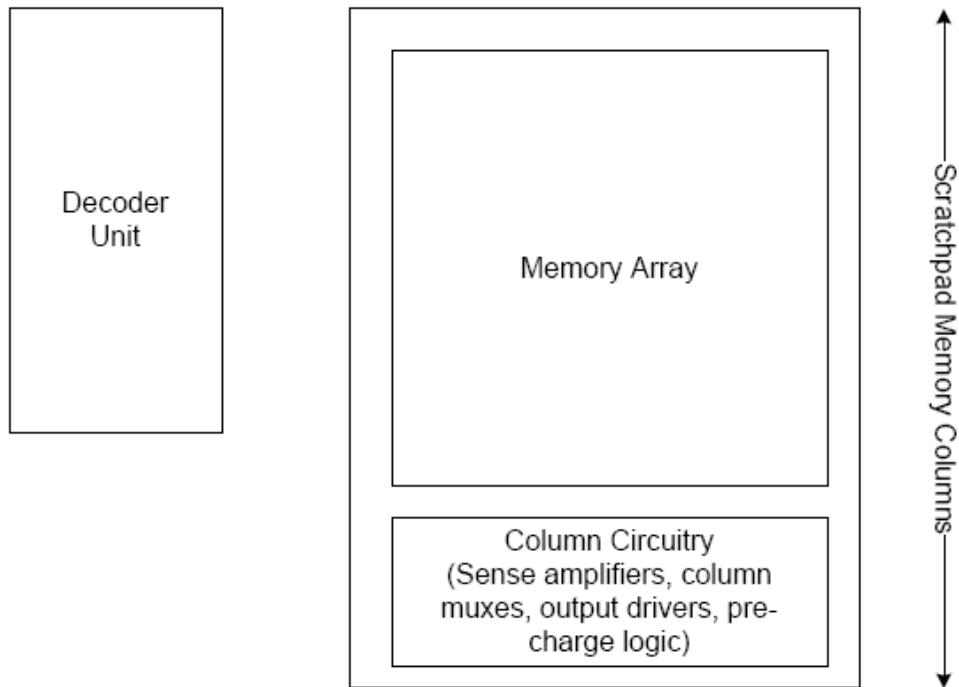 Decoder
Unit
Memory Array
Column Circuitry
(Sense amplifiers, column
muxes, output drivers, pre-
charge logic)
Scratchpad Memory Columns